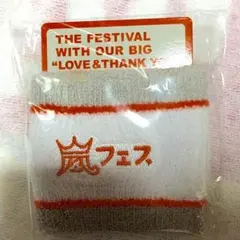 THE FESTIVAL
WITH OUR BIG
"LOVE&THANK Y
嵐フェス